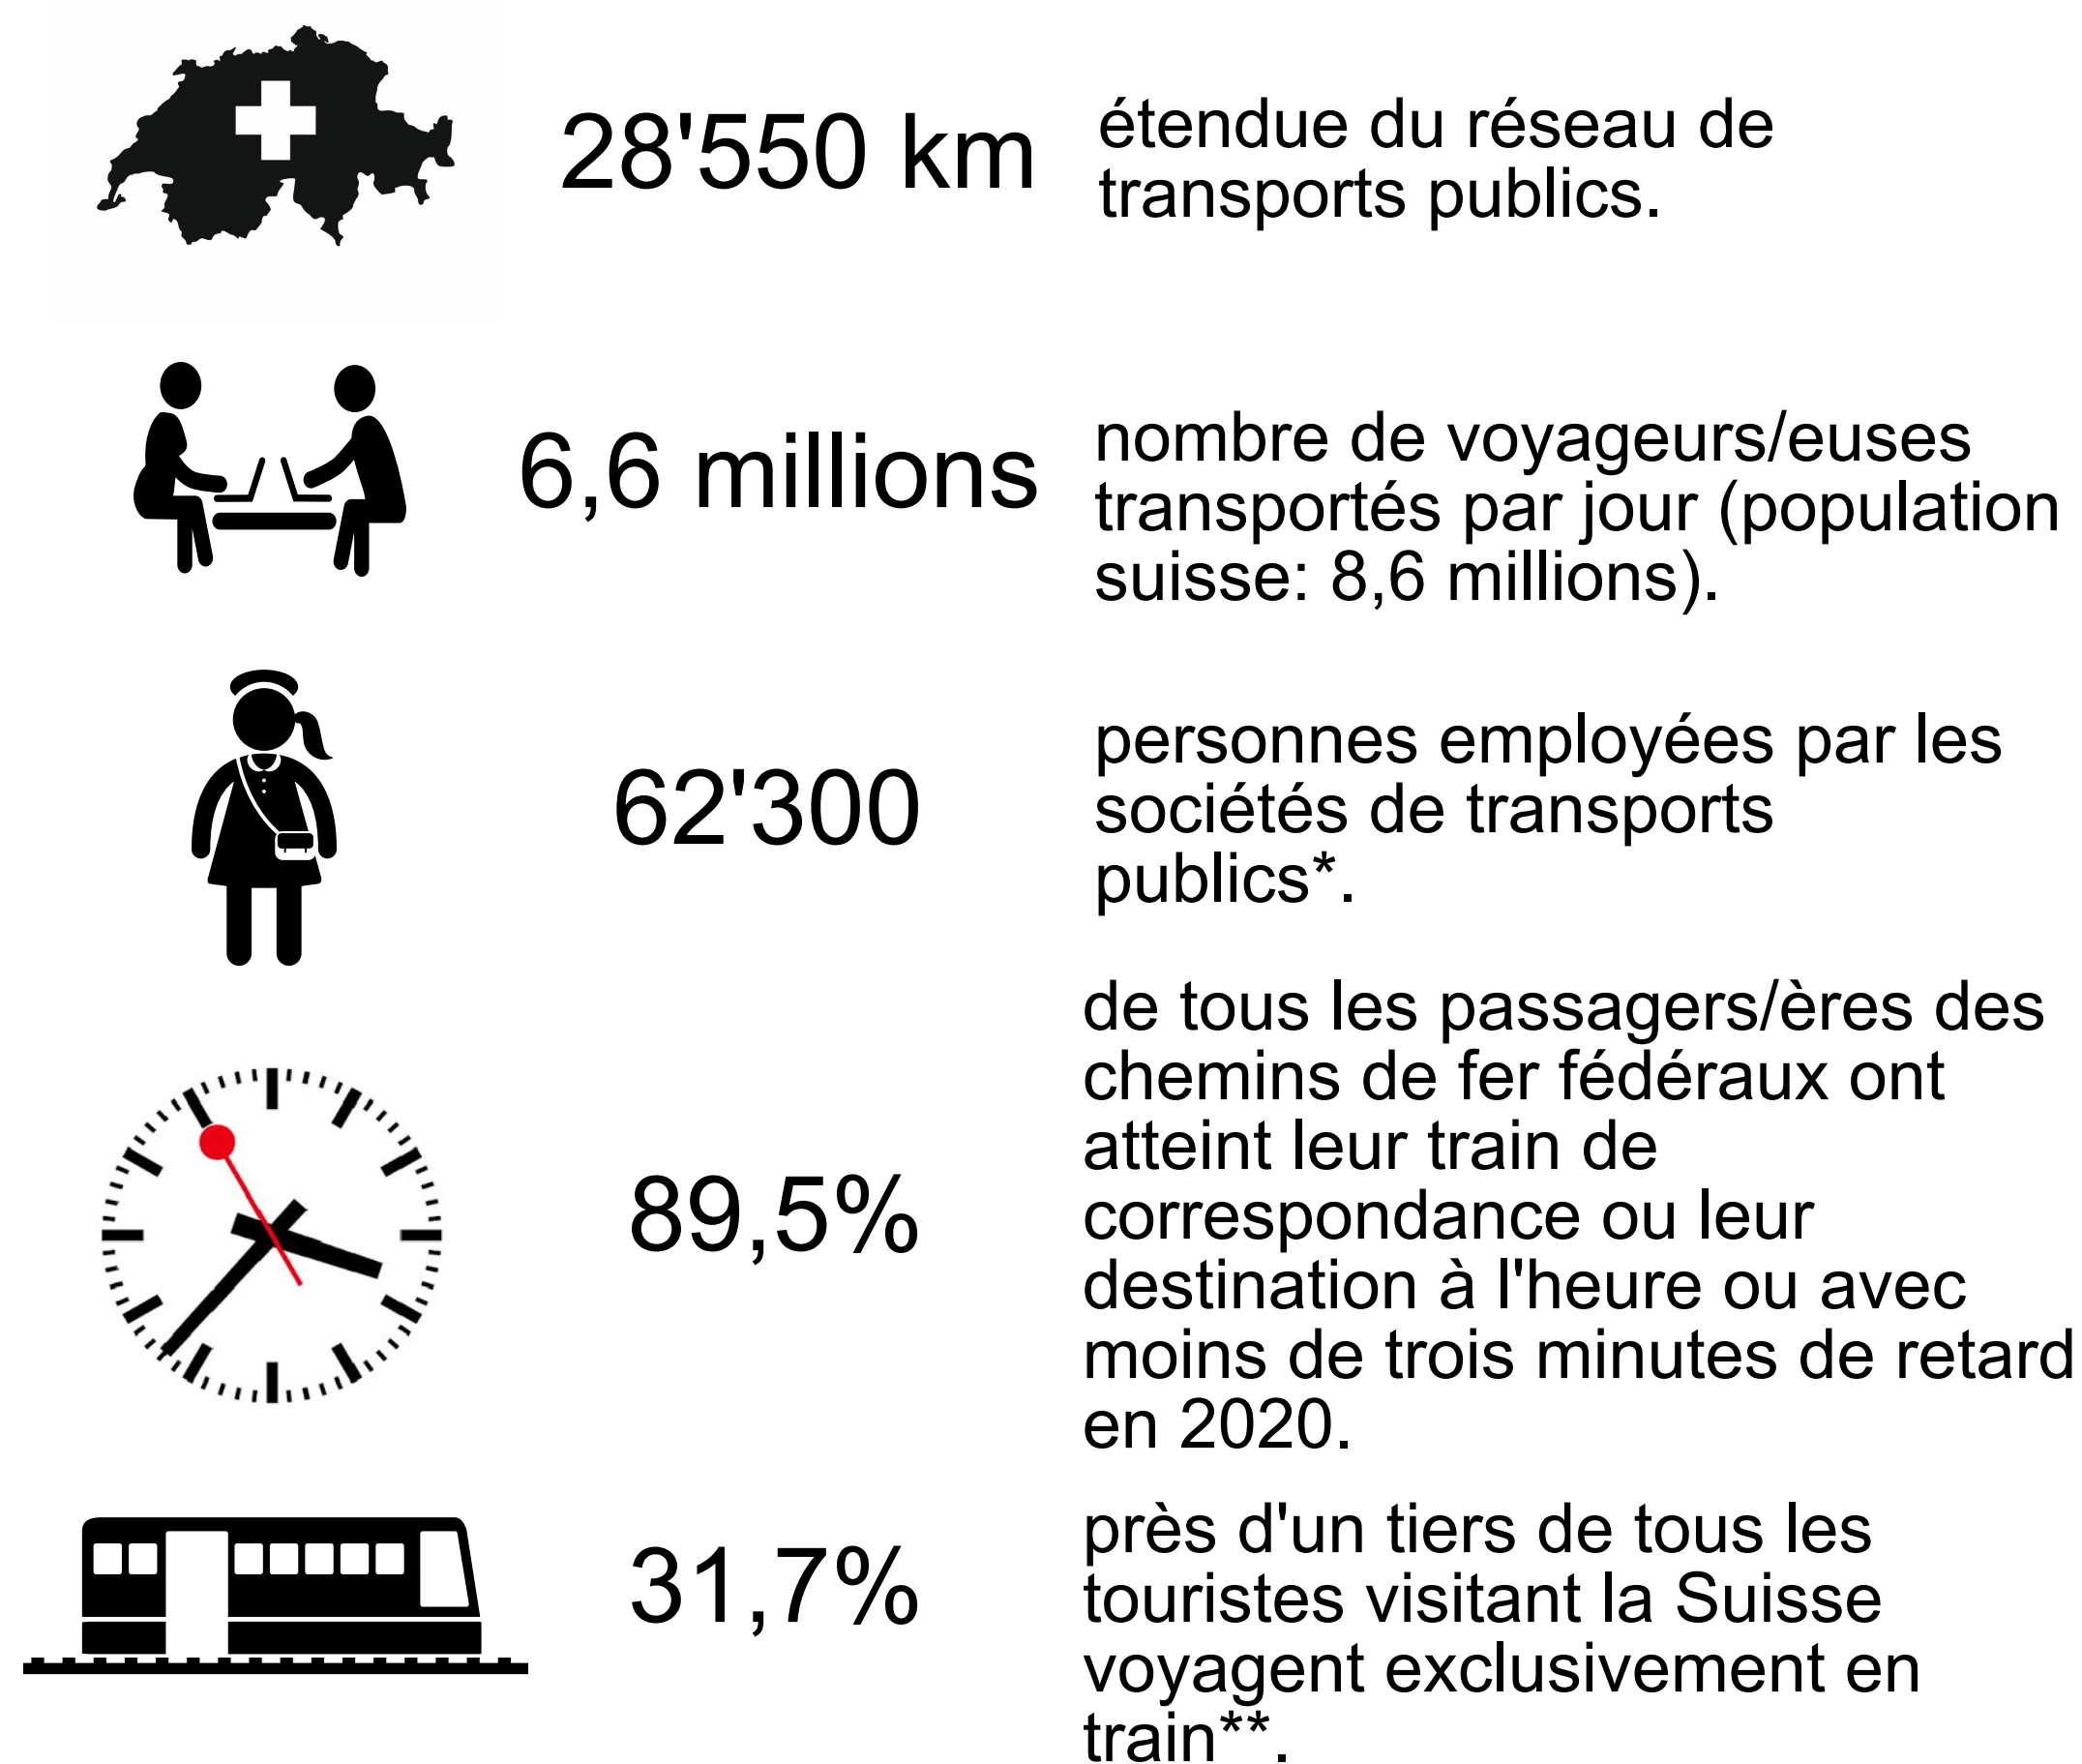 28'550 km
étendue du réseau de
transports publics.
6,6 millions
nombre de voyageurs/euses
transportés par jour (population
suisse: 8,6 millions).
62'300
personnes employées par les
sociétés de transports
publics*.
89,5%
de tous les passagers/ères des
chemins de fer fédéraux ont
atteint leur train de
correspondance ou leur
destination à l'heure ou avec
moins de trois minutes de retard
en 2020.
31,7%
près d'un tiers de tous les
touristes visitant la Suisse
voyagent exclusivement en
train**.